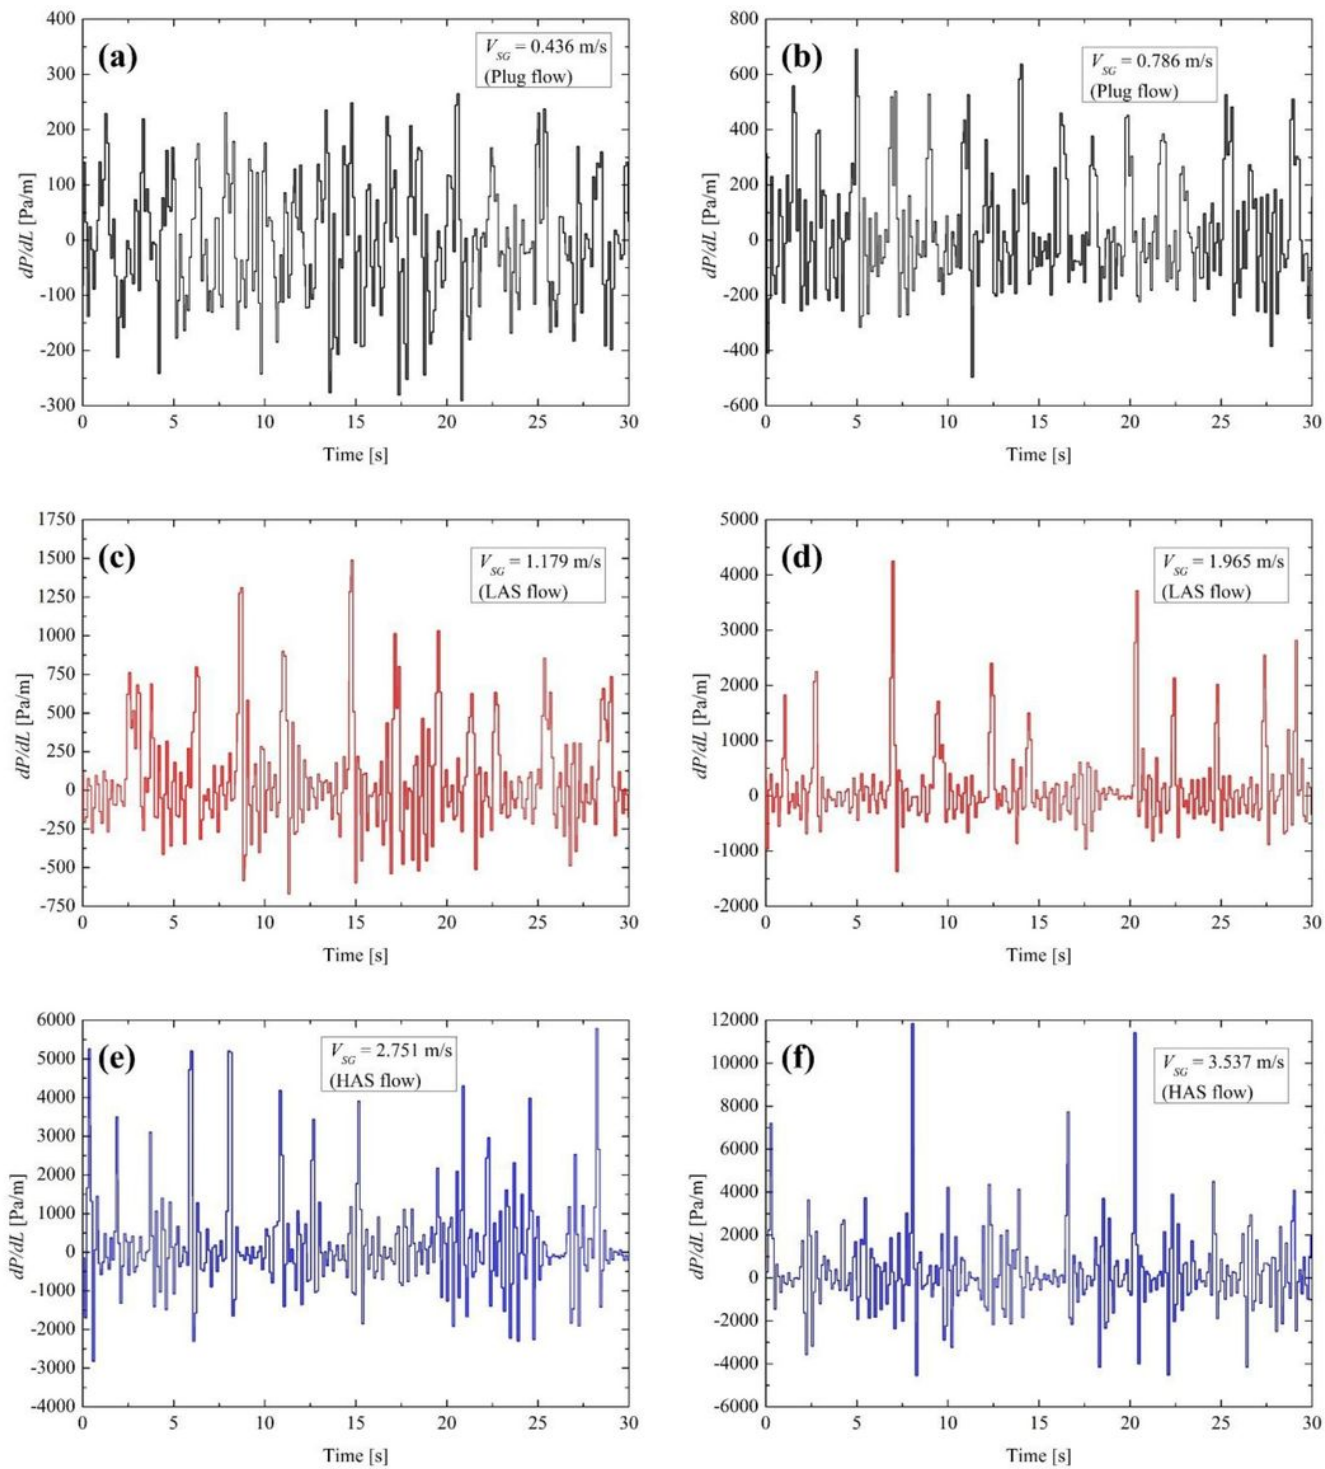 (a)
V_SG = 0.436 m/s
(Plug flow)
400
300
200
100
0
-100
-200
-300
dP/dL [Pa/m]
0 5 10 15 20 25 30
Time [s]
(b)
V_SG = 0.786 m/s
(Plug flow)
800
600
400
200
0
-200
-400
-600
dP/dL [Pa/m]
0 5 10 15 20 25 30
Time [s]
(c)
V_SG = 1.179 m/s
(LAS flow)
1750
1500
1250
1000
750
500
250
0
-250
-500
-750
dP/dL [Pa/m]
0 5 10 15 20 25 30
Time [s]
(d)
V_SG = 1.965 m/s
(LAS flow)
5000
4000
3000
2000
1000
0
-1000
-2000
dP/dL [Pa/m]
0 5 10 15 20 25 30
Time [s]
(e)
V_SG = 2.751 m/s
(HAS flow)
6000
5000
4000
3000
2000
1000
0
-1000
-2000
-3000
-4000
dP/dL [Pa/m]
0 5 10 15 20 25 30
Time [s]
(f)
V_SG = 3.537 m/s
(HAS flow)
12000
10000
8000
6000
4000
2000
0
-2000
-4000
-6000
dP/dL [Pa/m]
0 5 10 15 20 25 30
Time [s]